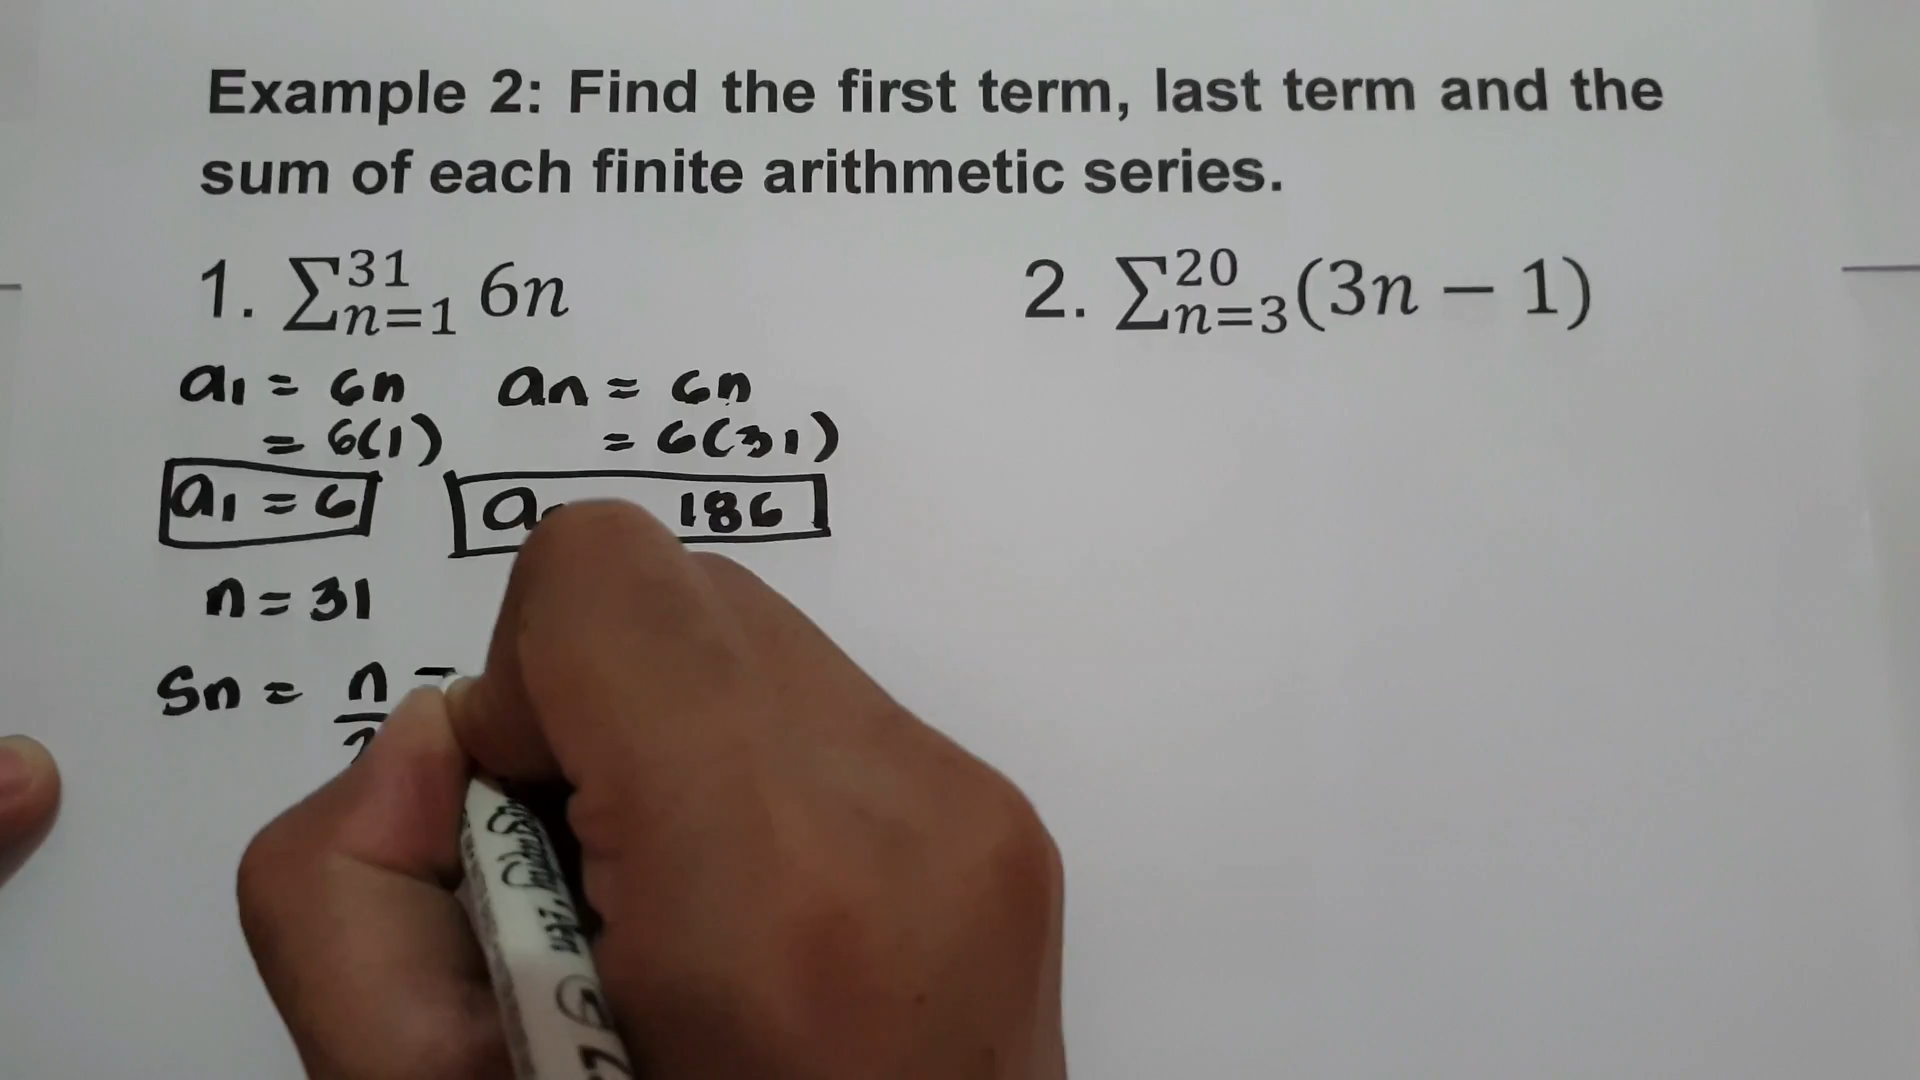 Example 2: Find the first term, last term and the
sum of each finite arithmetic series.
1. ∑³¹ₙ₌₁ 6n
2. ∑²⁰ₙ₌₃(3n − 1)
a₁ = 6n
aₙ = 6n
= 6(1)
= 6(31)
a₁ = 6
a 186
n = 31
Sn = n/2